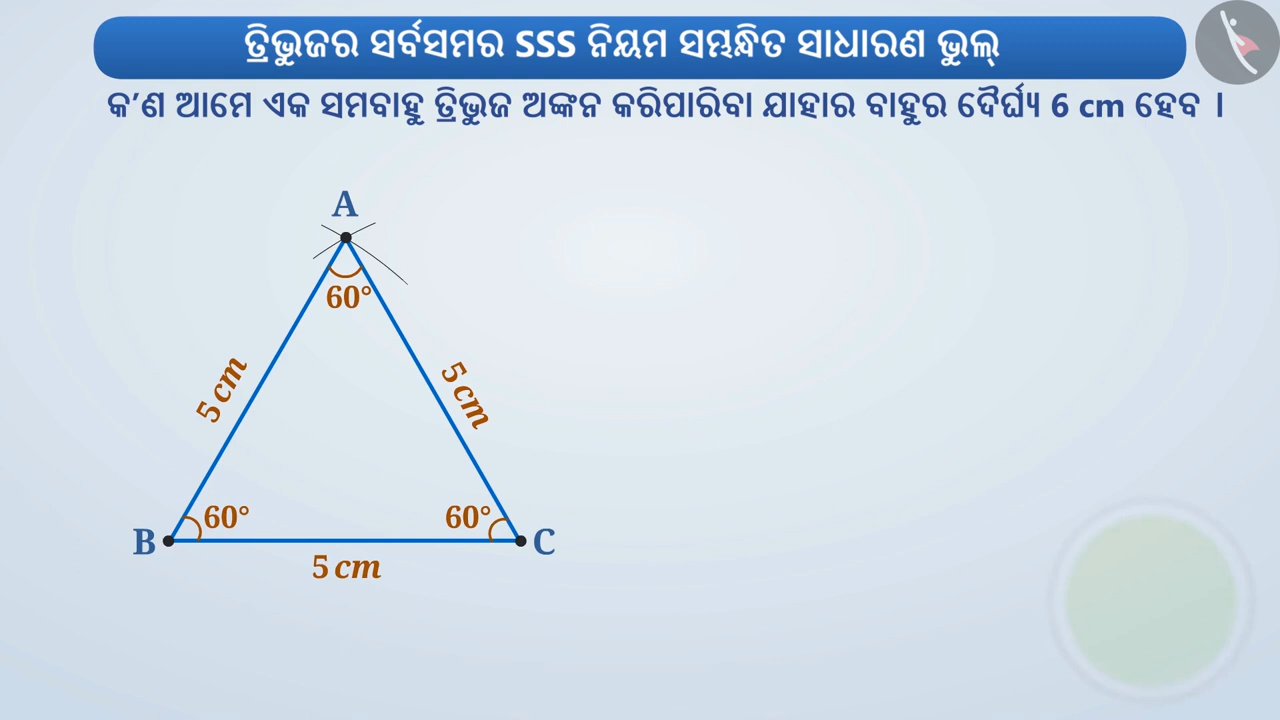 ତ୍ରିଭୁଜର ସର୍ବସମର SSS ନିୟମ ସମ୍ଭନ୍ଧିତ ସାଧାରଣ ଭୁଲ୍
କ’ଣ ଆମେ ଏକ ସମବାହୁ ତ୍ରିଭୁଜ ଅଙ୍କନ କରିପାରିବା ଯାହାର ବାହୁର ଦୈର୍ଘ୍ୟ 6 cm ହେବ ।
A
60°
5 cm
5 cm
60°
60°
B
C
5 cm